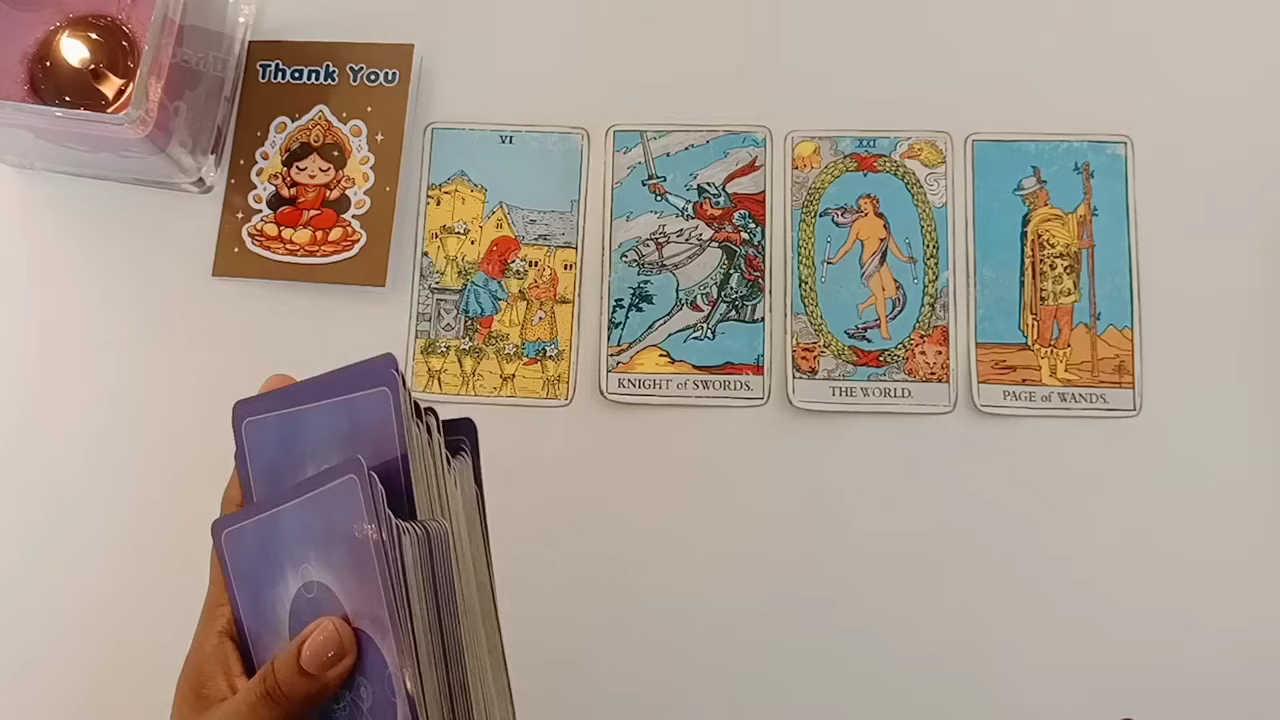 Thank You
VI
KNIGHT of SWORDS.
XXI
THE WORLD.
PAGE of WANDS.